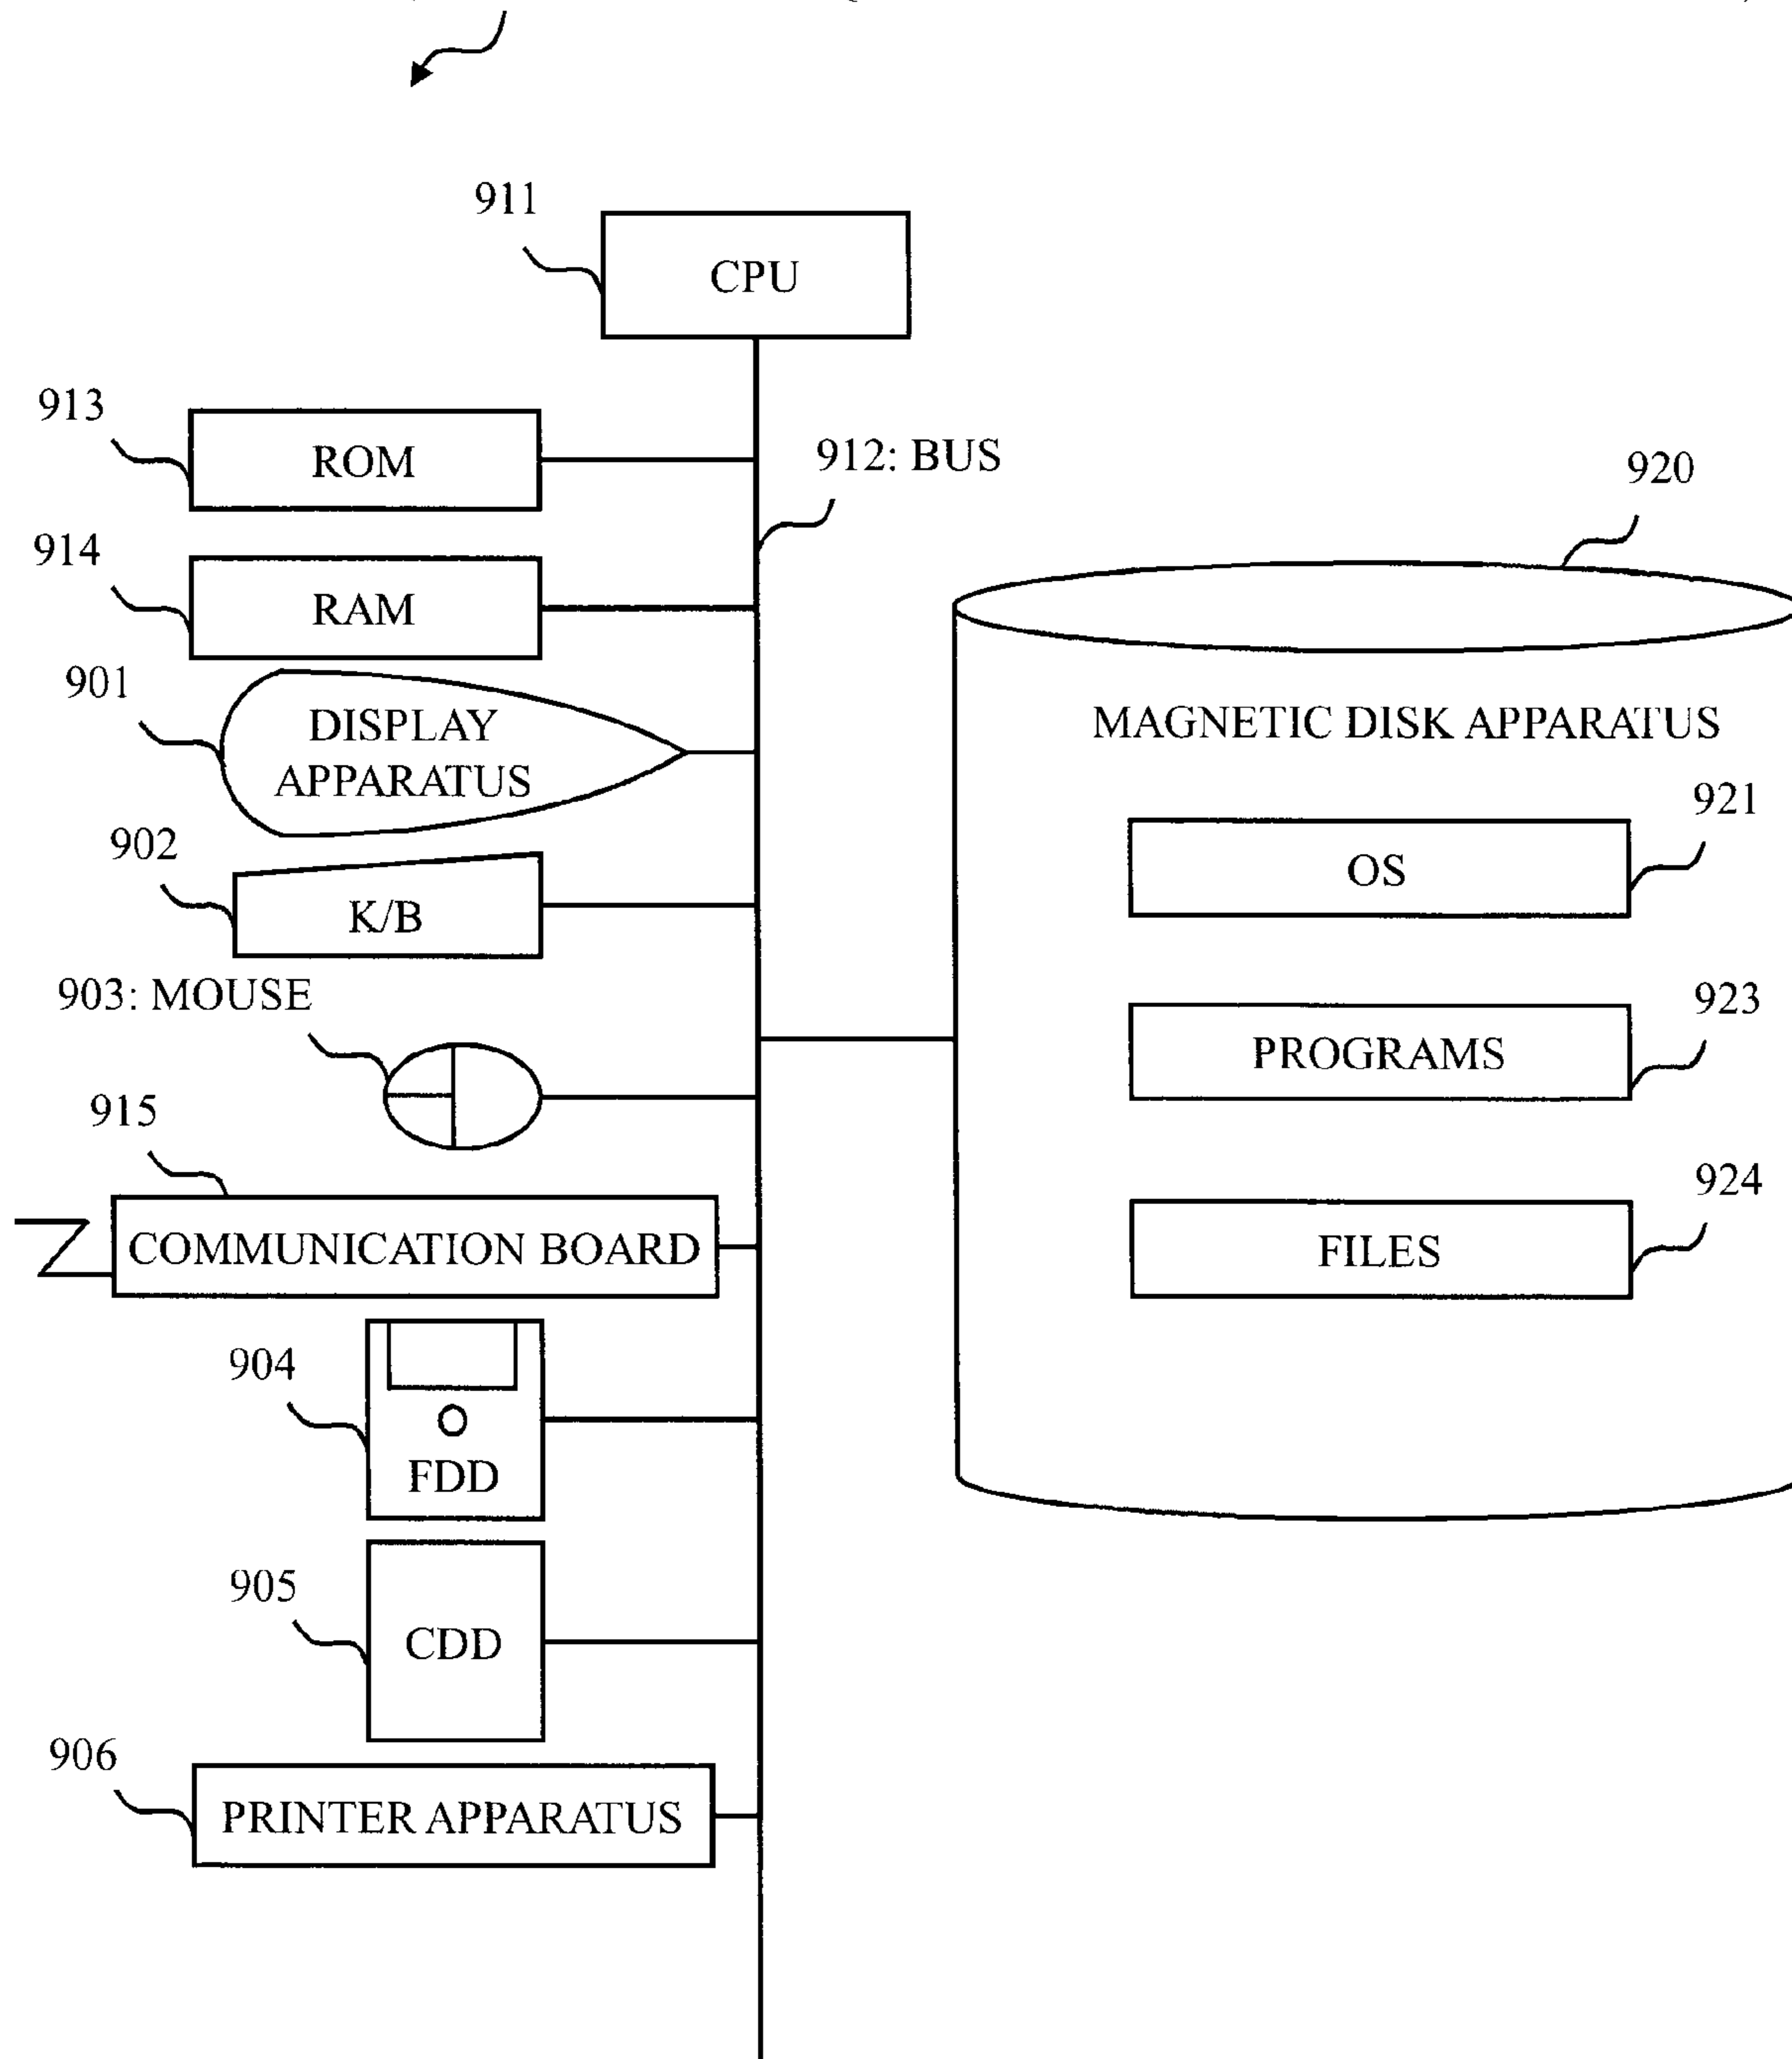 911
CPU
913
ROM
912: BUS
920
914
RAM
901
DISPLAY
APPARATUS
MAGNETIC DISK APPARATUS
921
OS
902
K/B
903: MOUSE
923
PROGRAMS
915
COMMUNICATION BOARD
924
FILES
904
FDD
905
CDD
906
PRINTER APPARATUS